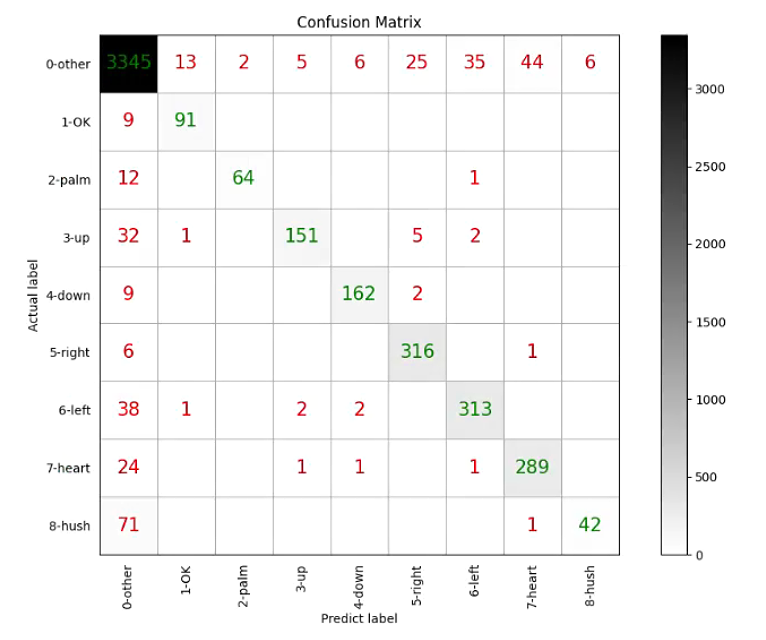 Confusion Matrix
0-other 3345 13 2 5 6 25 35 44 6
1-OK 9 91
2-palm 12 64 1
3-up 32 1 151 5 2
4-down 9 162 2
5-right 6 316 1
6-left 38 1 2 2 313
7-heart 24 1 1 1 289
8-hush 71 1 42
Actual label
0-other 1-OK 2-palm 3-up 4-down 5-right 6-left 7-heart 8-hush
Predict label
3000
2500
2000
1500
1000
500
0